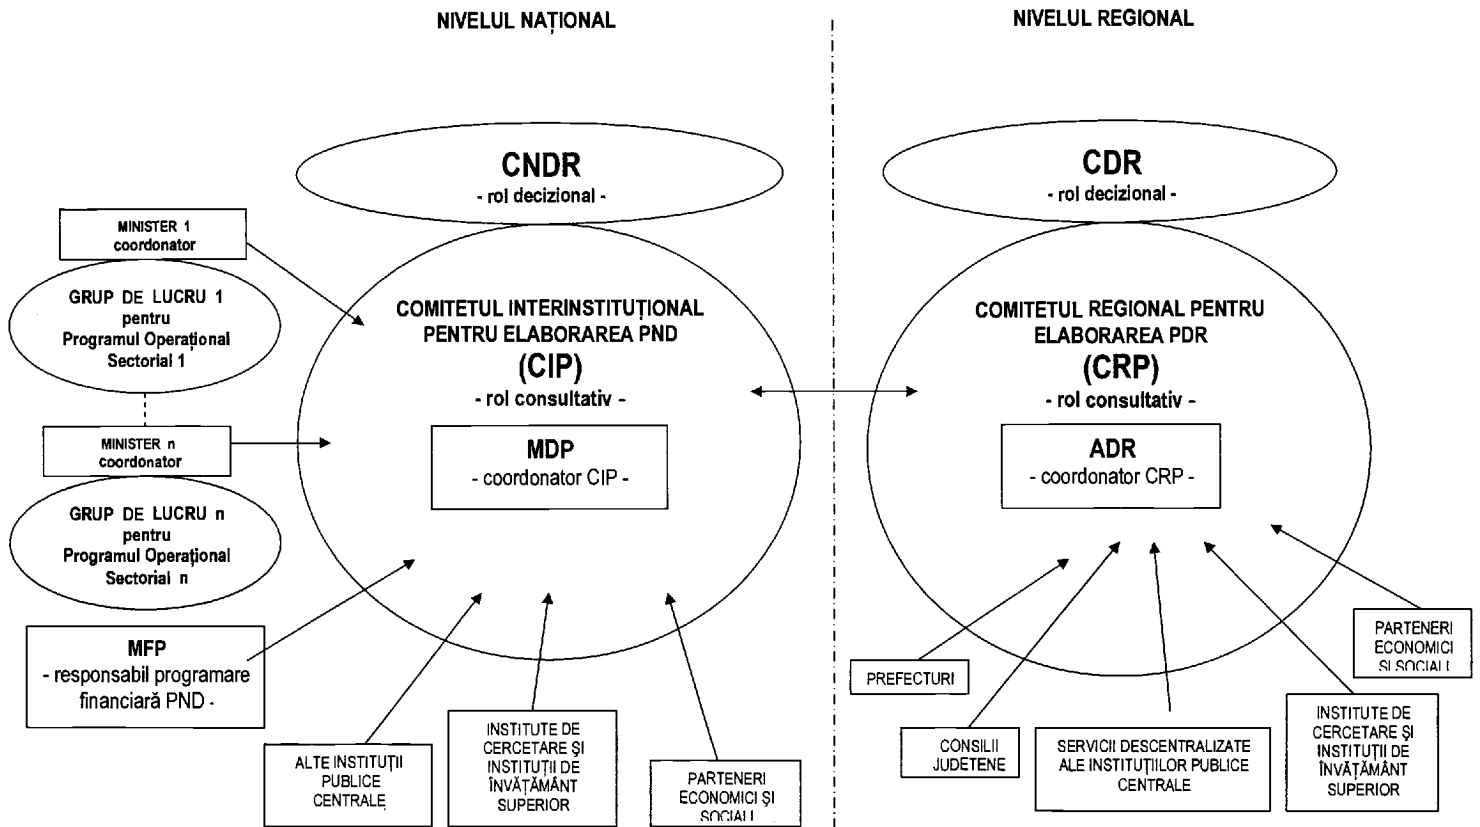 NIVELUL NAȚIONAL
NIVELUL REGIONAL
CNDR
- rol decizional -
CDR
- rol decizional -
MINISTER 1
coordonator
GRUP DE LUCRU 1
pentru
Programul Operațional
Sectorial 1
MINISTER n
coordonator
GRUP DE LUCRU n
pentru
Programul Operațional
Sectorial n
MFP
- responsabil programare
financiară PND -
COMITETUL INTERINSTITUȚIONAL
PENTRU ELABORAREA PND
(CIP)
- rol consultativ -
MDP
- coordonator CIP -
ALTE INSTITUȚII
PUBLICE
CENTRALE
INSTITUTE DE
CERCETARE ȘI
INSTITUȚII DE
ÎNVĂȚĂMÂNT
SUPERIOR
PARTENERI
ECONOMICI ȘI
SOCIALI
COMITETUL REGIONAL PENTRU
ELABORAREA PDR
(CRP)
- rol consultativ -
ADR
- coordonator CRP -
PREFECTURI
CONSILII
JUDEȚENE
SERVICII DESCENTRALIZATE
ALE INSTITUȚIILOR PUBLICE
CENTRALE
INSTITUTE DE
CERCETARE ȘI
INSTITUȚII DE
ÎNVĂȚĂMÂNT
SUPERIOR
PARTENERI
ECONOMICI
ȘI SOCIALI